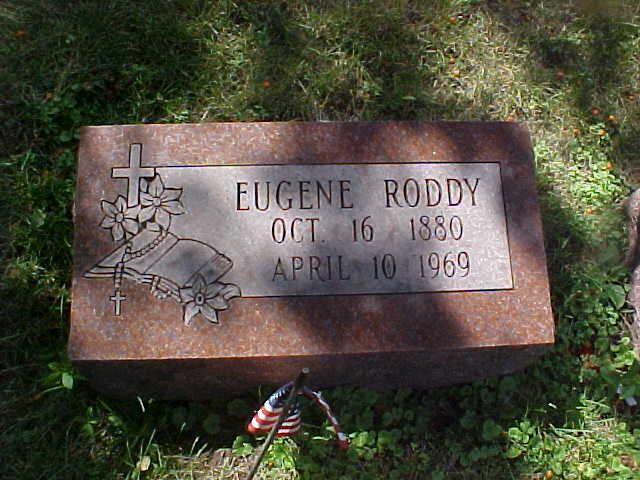 EUGENE RODDY
OCT. 16 1880
APRIL 10 1969